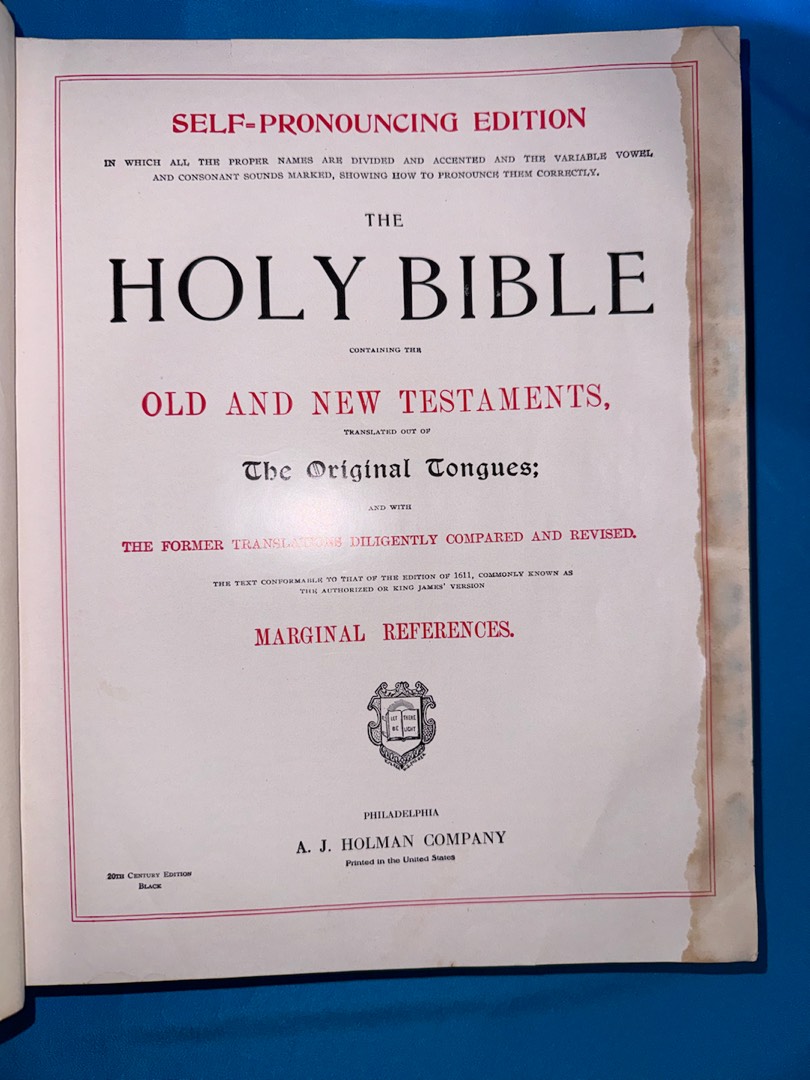 SELF=PRONOUNCING EDITION
IN WHICH ALL THE PROPER NAMES ARE DIVIDED AND ACCENTED AND THE VARIABLE VOWEL
AND CONSONANT SOUNDS MARKED, SHOWING HOW TO PRONOUNCE THEM CORRECTLY.
THE
HOLY BIBLE
CONTAINING THE
OLD AND NEW TESTAMENTS,
TRANSLATED OUT OF
The Original Tongues;
AND WITH
THE FORMER TRANSLATIONS DILIGENTLY COMPARED AND REVISED.
THE TEXT CONFORMABLE TO THAT OF THE EDITION OF 1611, COMMONLY KNOWN AS
THE AUTHORIZED OR KING JAMES' VERSION
MARGINAL REFERENCES.
LET THERE
BE LIGHT
PHILADELPHIA
A. J. HOLMAN COMPANY
Printed in the United States
20TH CENTURY EDITION
BLACK